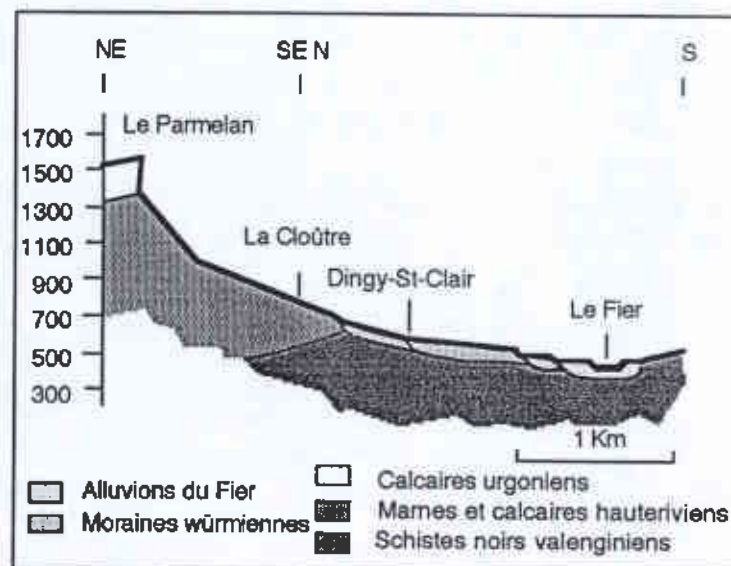 NE SE N S
Le Parmelan
1700
1500
1300
La Cloûtre
1100
Dingy-St-Clair
900
Le Fier
700
500
300
1 Km
Alluvions du Fier
Moraines würmiennes
Calcaires urgoniens
Marnes et calcaires hauteriviens
Schistes noirs valenginiens